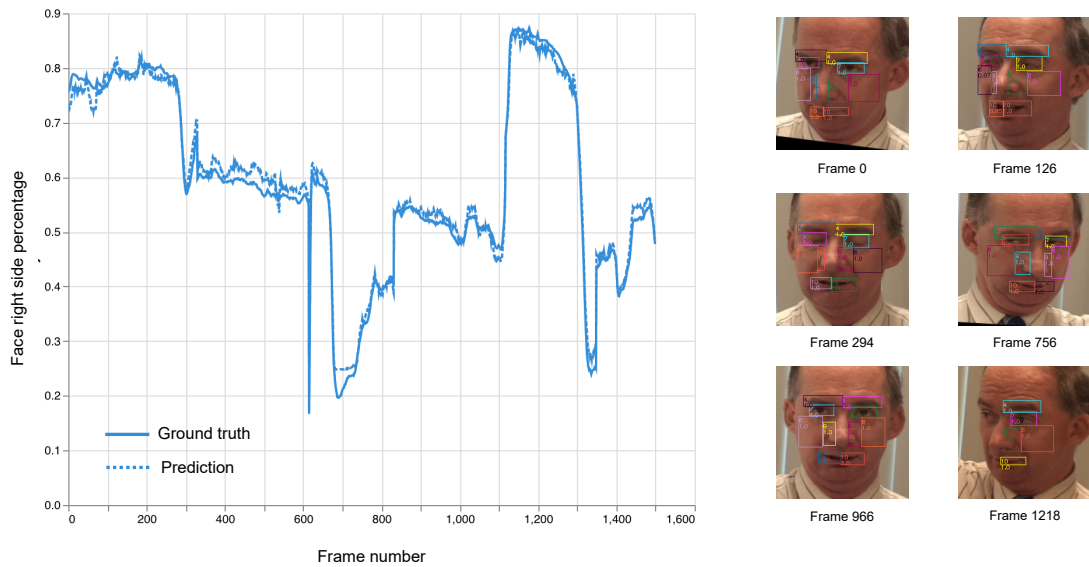 0.9
0.8
0.7
0.6
0.5
0.4
0.3
0.2
0.1
0.0
Face right side percentage
Ground truth
Prediction
0 200 400 600 800 1,000 1,200 1,400 1,600
Frame number
Frame 0
Frame 126
Frame 294
Frame 756
Frame 966
Frame 1218